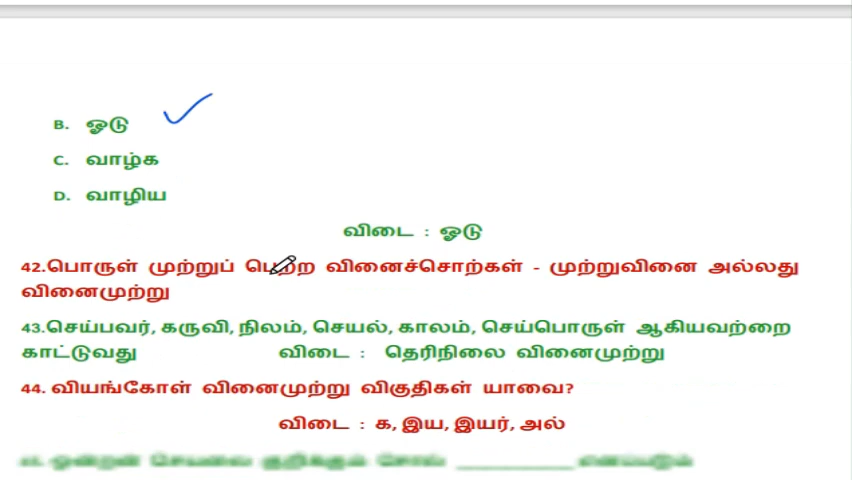 B. ஓடு
C. வாழ்க
D. வாழிய
விடை : ஓடு
42.பொருள் முற்றுப் பெற்ற வினைச்சொற்கள் - முற்றுவினை அல்லது
வினைமுற்று
43.செய்பவர், கருவி, நிலம், செயல், காலம், செய்பொருள் ஆகியவற்றை
காட்டுவது விடை : தெரிநிலை வினைமுற்று
44. வியங்கோள் வினைமுற்று விகுதிகள் யாவை?
விடை : க, இய, இயர், அல்